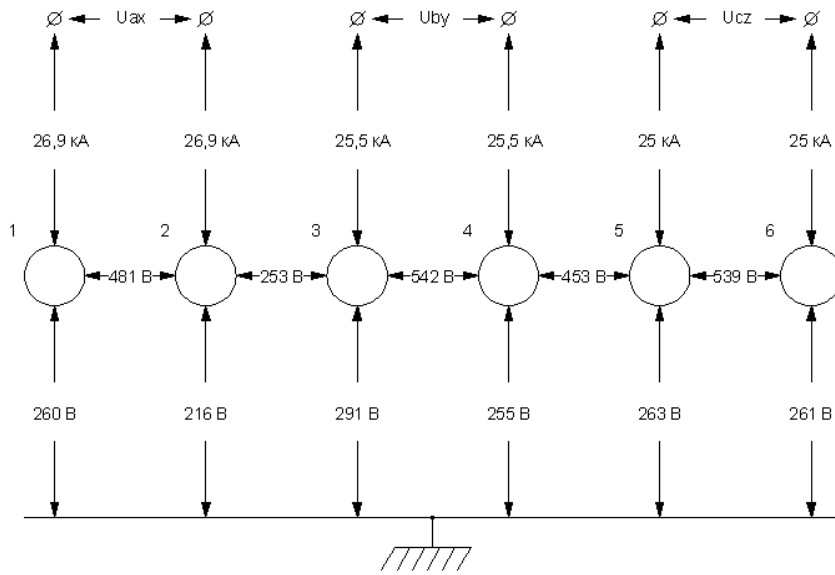 Uax Uby Ucz
26,9 кА 26,9 кА 25,5 кА 25,5 кА 25 кА 25 кА
1 2 3 4 5 6
481 В 253 В 542 В 453 В 539 В
260 В 216 В 291 В 255 В 263 В 261 В